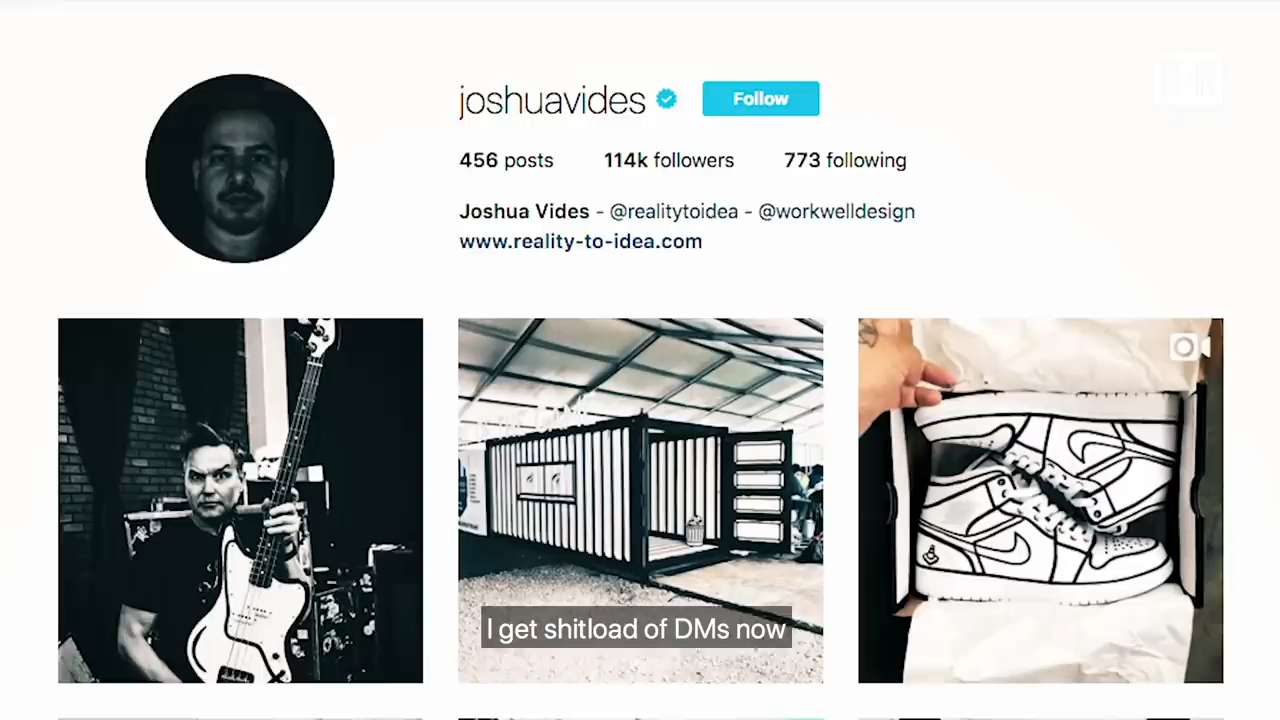 joshuavides
Follow
456 posts 114k followers 773 following
Joshua Vides - @realitytoidea - @workwelldesign
www.reality-to-idea.com
I get shitload of DMs now